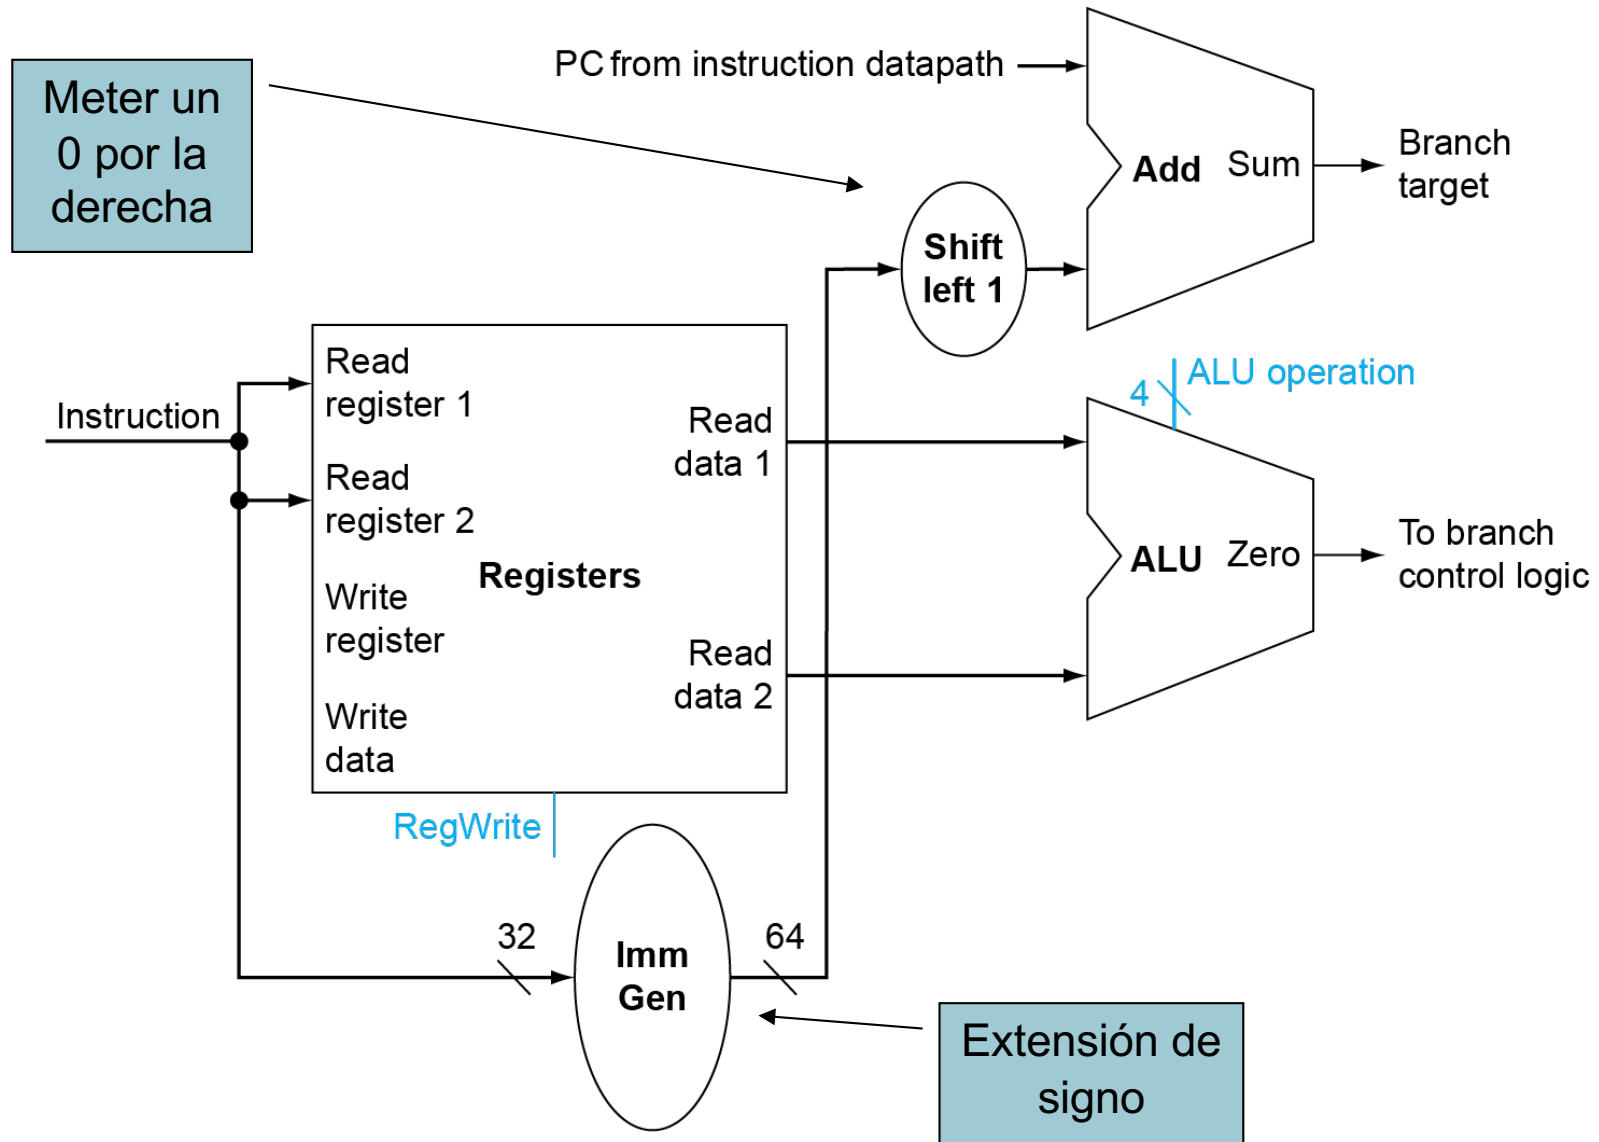 PC from instruction datapath
Meter un
0 por la
derecha
Add
Sum
Branch
target
Shift
left 1
Instruction
Read
register 1
Read
register 2
Registers
Write
register
Write
data
Read
data 1
Read
data 2
4
ALU operation
ALU
Zero
To branch
control logic
RegWrite
32
Imm
Gen
64
Extensión de
signo